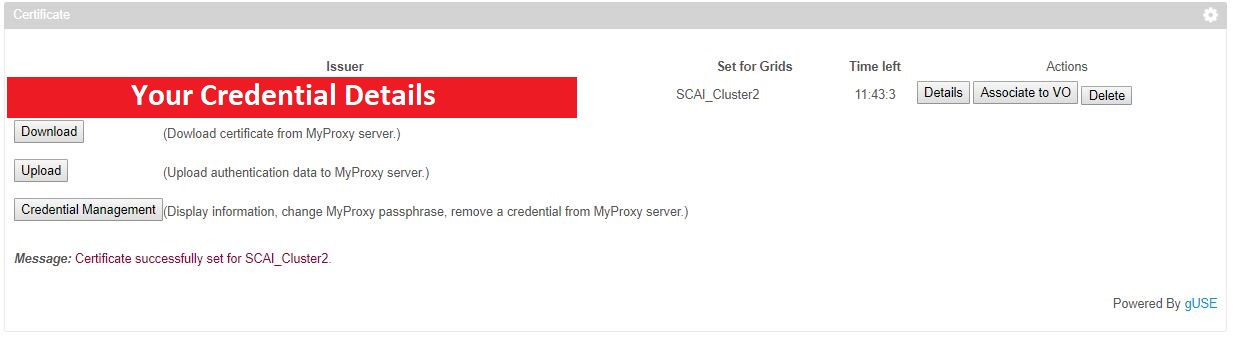 Certificate
Issuer Set for Grids Time left Actions
Your Credential Details SCAI_Cluster2 11:43:3 Details Associate to VO Delete
Download (Dowload certificate from MyProxy server.)
Upload (Upload authentication data to MyProxy server.)
Credential Management (Display information, change MyProxy passphrase, remove a credential from MyProxy server.)
Message: Certificate successfully set for SCAI_Cluster2.
Powered By gUSE